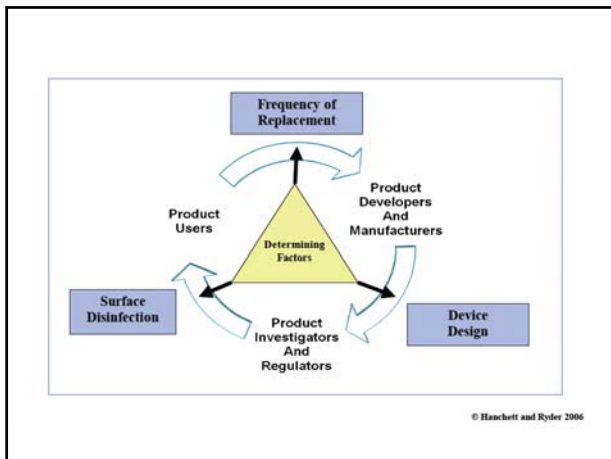 Frequency of
Replacement
Product
Developers
And
Manufacturers
Product
Users
Determining
Factors
Surface
Disinfection
Product
Investigators
And
Regulators
Device
Design
© Hanchett and Ryder 2006